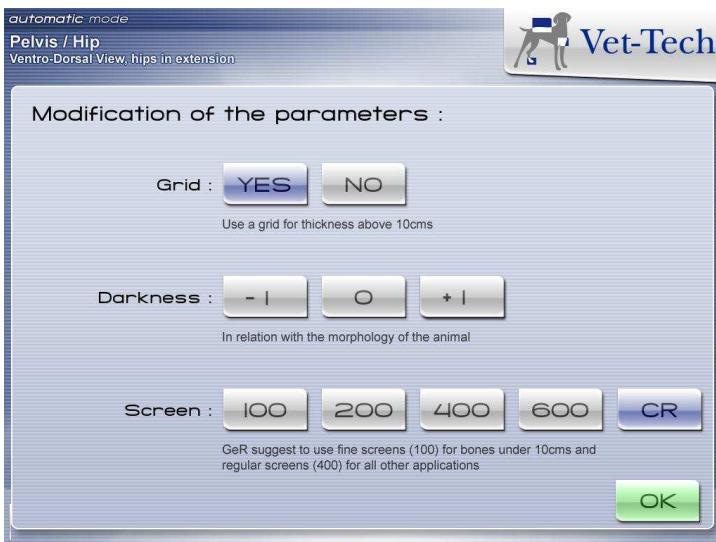 automatic mode
Pelvis / Hip
Ventro-Dorsal View, hips in extension
Vet-Tech
Modification of the parameters :
Grid : YES NO
Use a grid for thickness above 10cms
Darkness : - 1 0 + 1
In relation with the morphology of the animal
Screen : 100 200 400 600 CR
GeR suggest to use fine screens (100) for bones under 10cms and
regular screens (400) for all other applications
OK